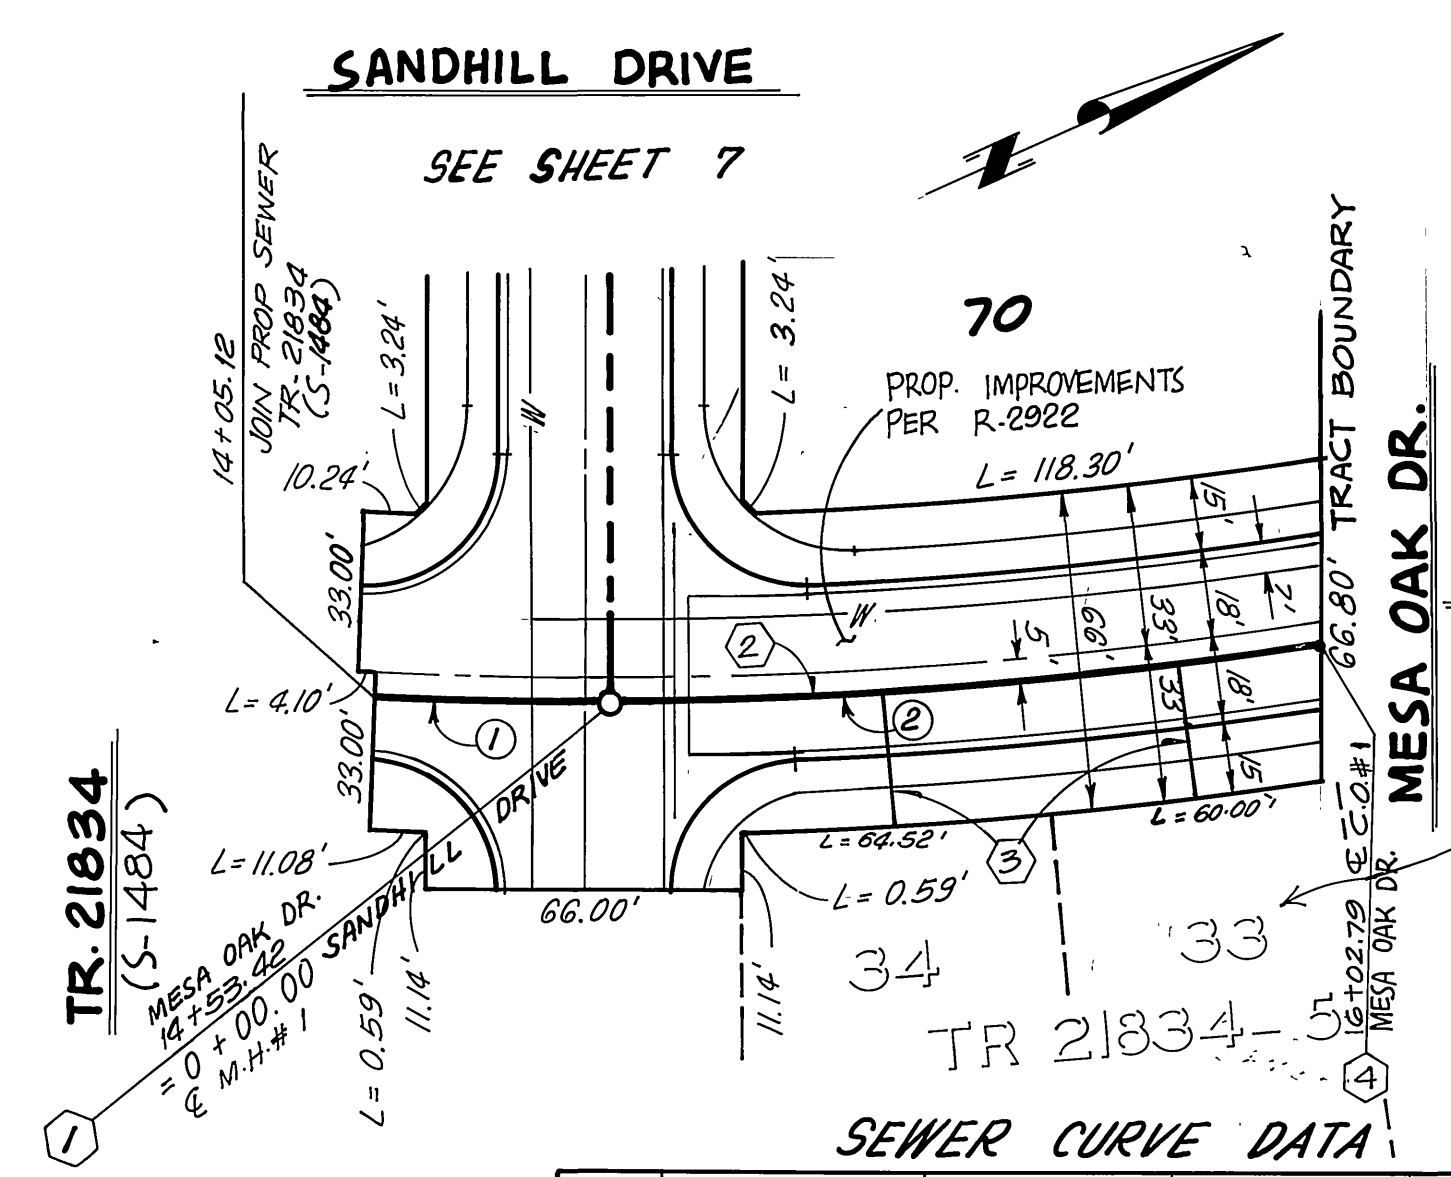 SANDHILL DRIVE
SEE SHEET 7
N
14+05.12
JOIN PROP SEWER
TR. 21834
(S-1484)
L=3.24'
L= 3.24'
70
PROP. IMPROVEMENTS
PER R-2922
L= 118.30'
TRACT BOUNDARY
66.80'
MESA OAK DR.
10.24'
33.00'
W
W
15'
7'
18'
33'
66'
5'
2
L=4.10'
33.00'
1
2
33
18'
15'
L=60.00'
L=64.52'
3
L=11.08'
L=0.59'
66.00'
SANDHILL DRIVE
TR. 21834
(S-1484)
MESA OAK DR.
14+53.42
= 0+00.00
℄ M.H.#1
1
L=0.59'
11.14'
11.14'
34
33
TR 21834-5
16+02.79 ℄ C.O.#1
MESA OAK DR.
4
SEWER CURVE DATA